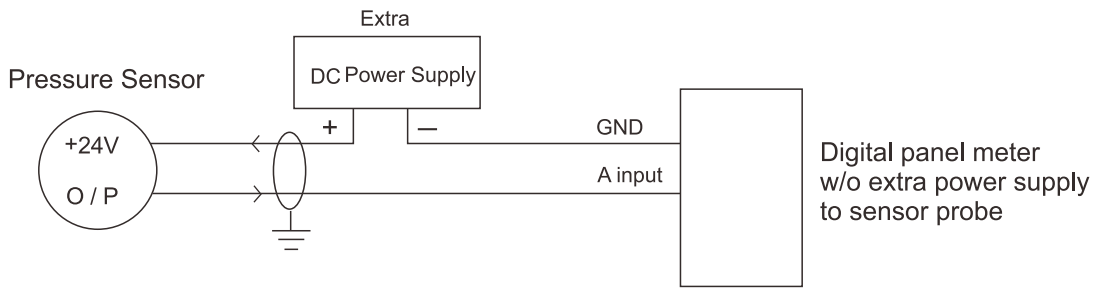 Extra
DC Power Supply
Pressure Sensor
+24V
O / P
+
—
GND
A input
Digital panel meter
w/o extra power supply
to sensor probe